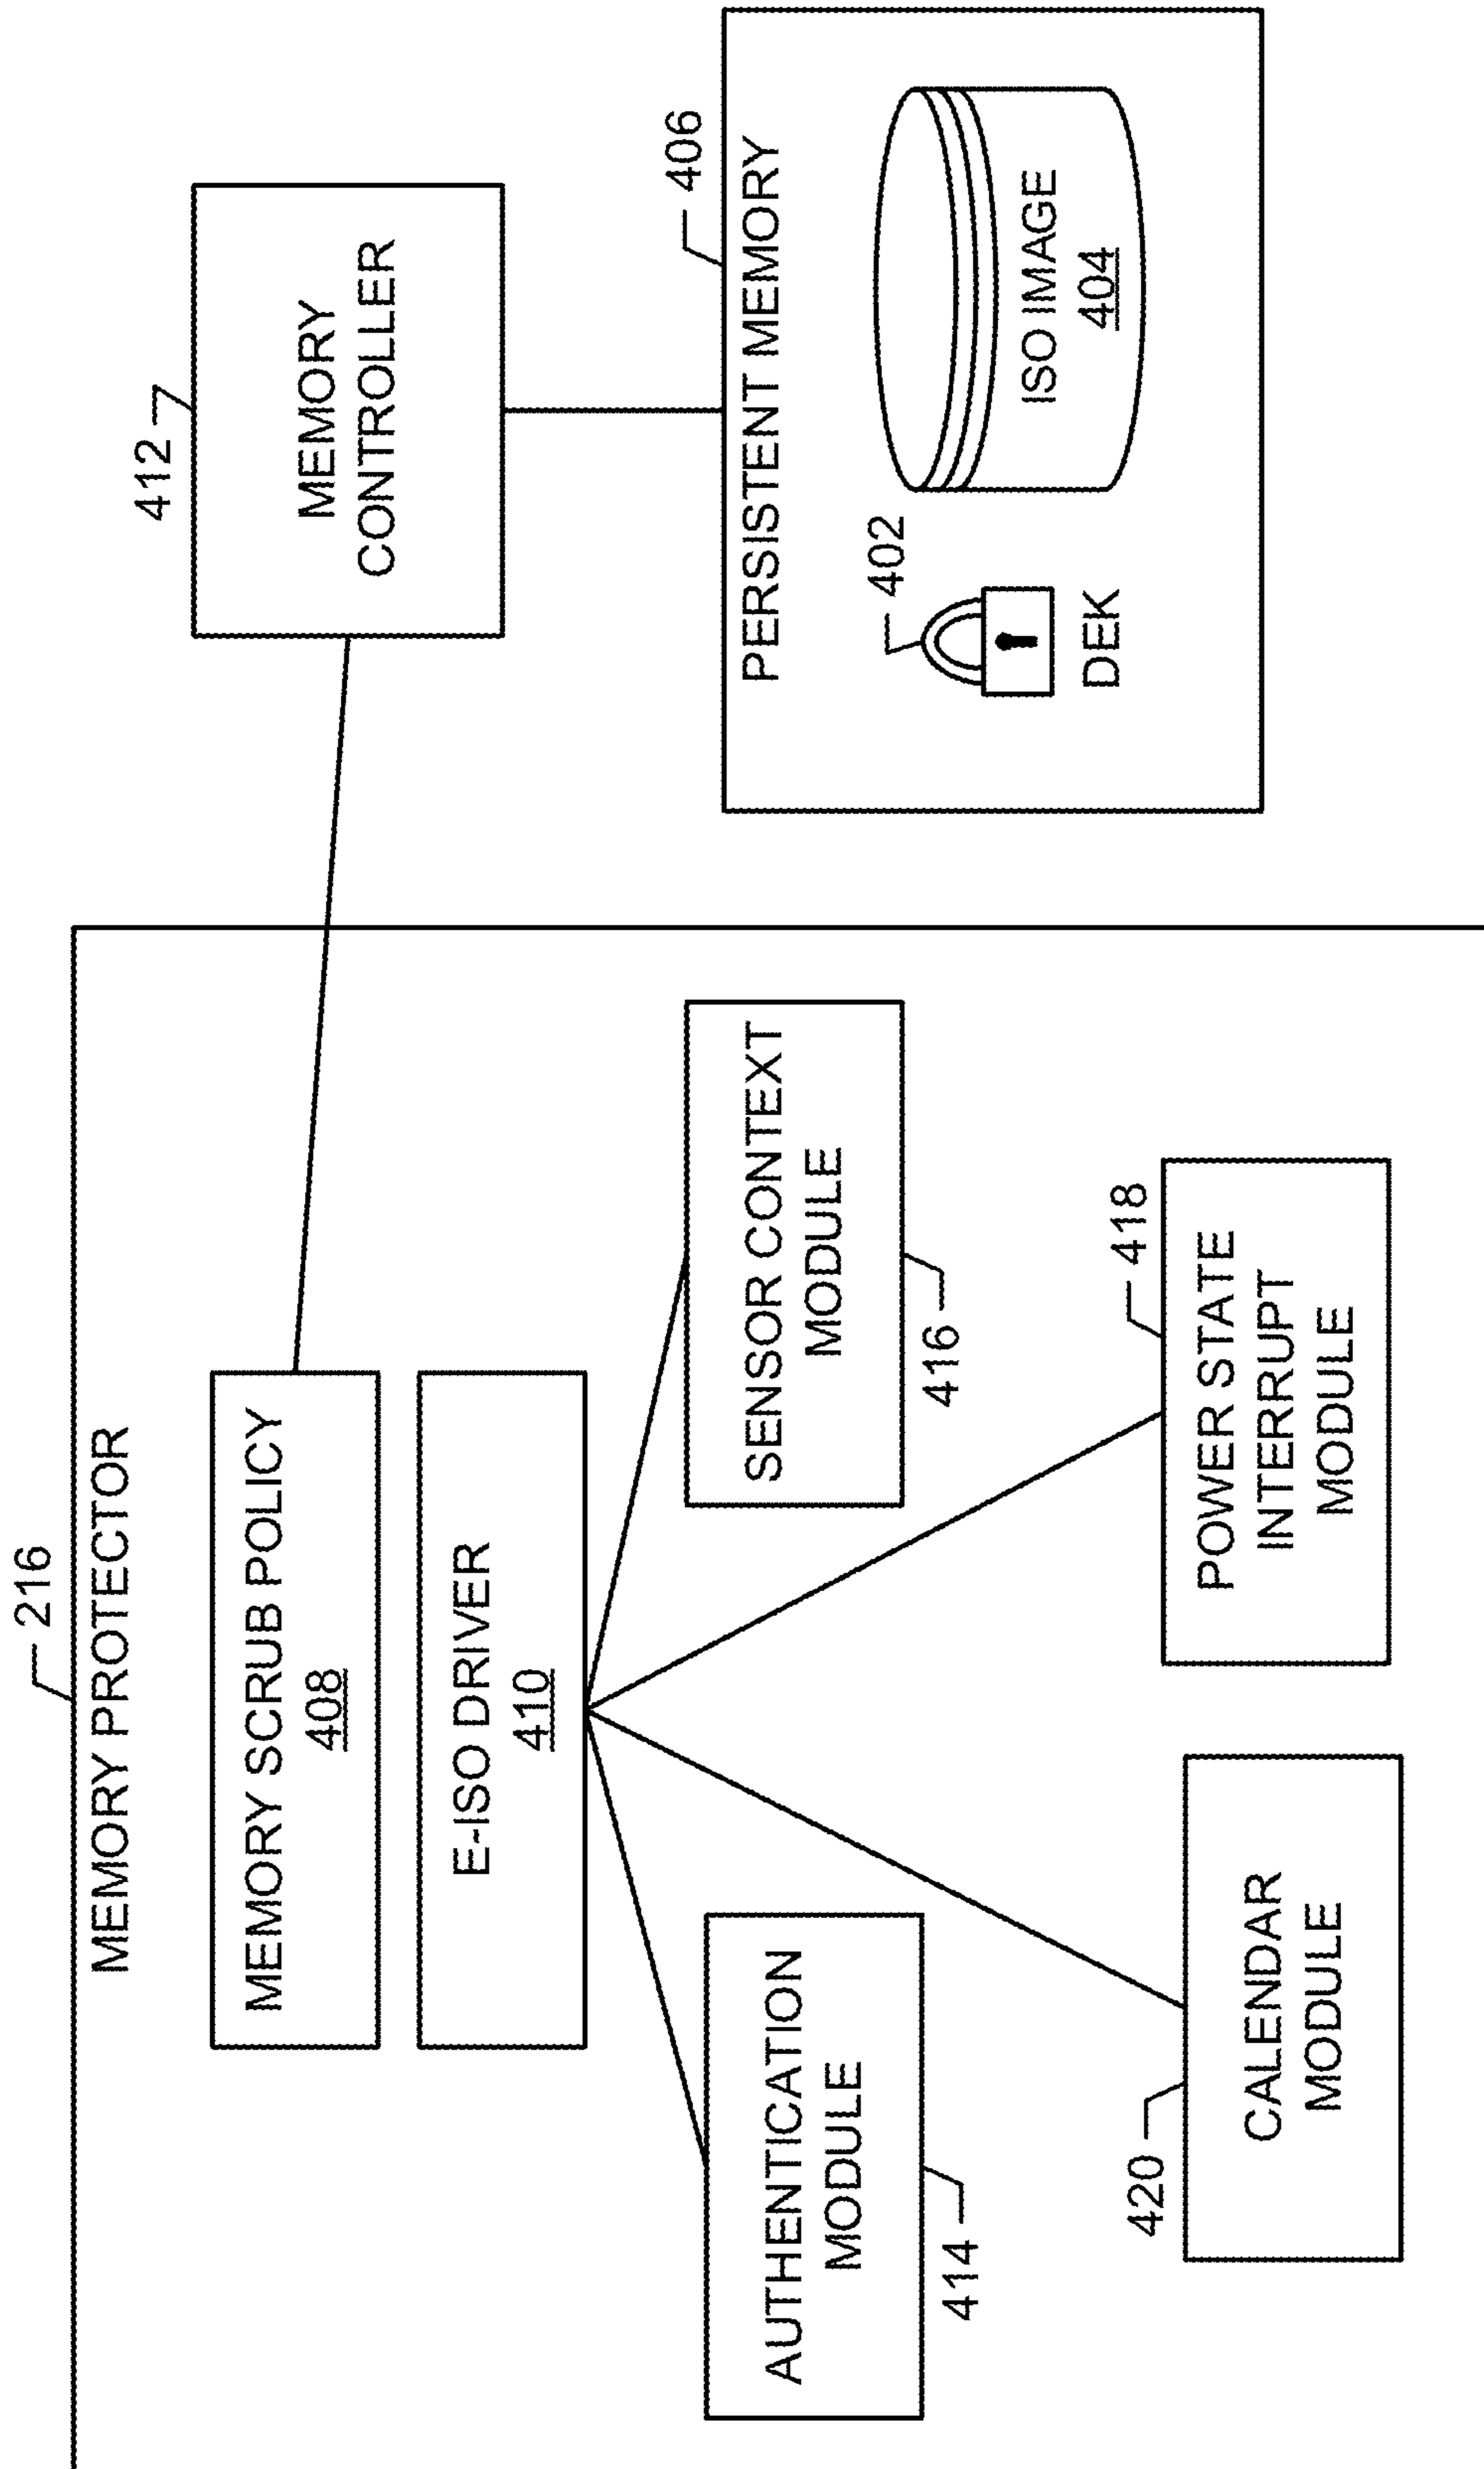 216
MEMORY PROTECTOR
MEMORY SCRUB POLICY
408
E-ISO DRIVER
410
AUTHENTICATION
MODULE
414
SENSOR CONTEXT
MODULE
416
420
CALENDAR
MODULE
418
POWER STATE
INTERRUPT
MODULE
412
MEMORY
CONTROLLER
406
PERSISTENT MEMORY
402
DEK
ISO IMAGE
404